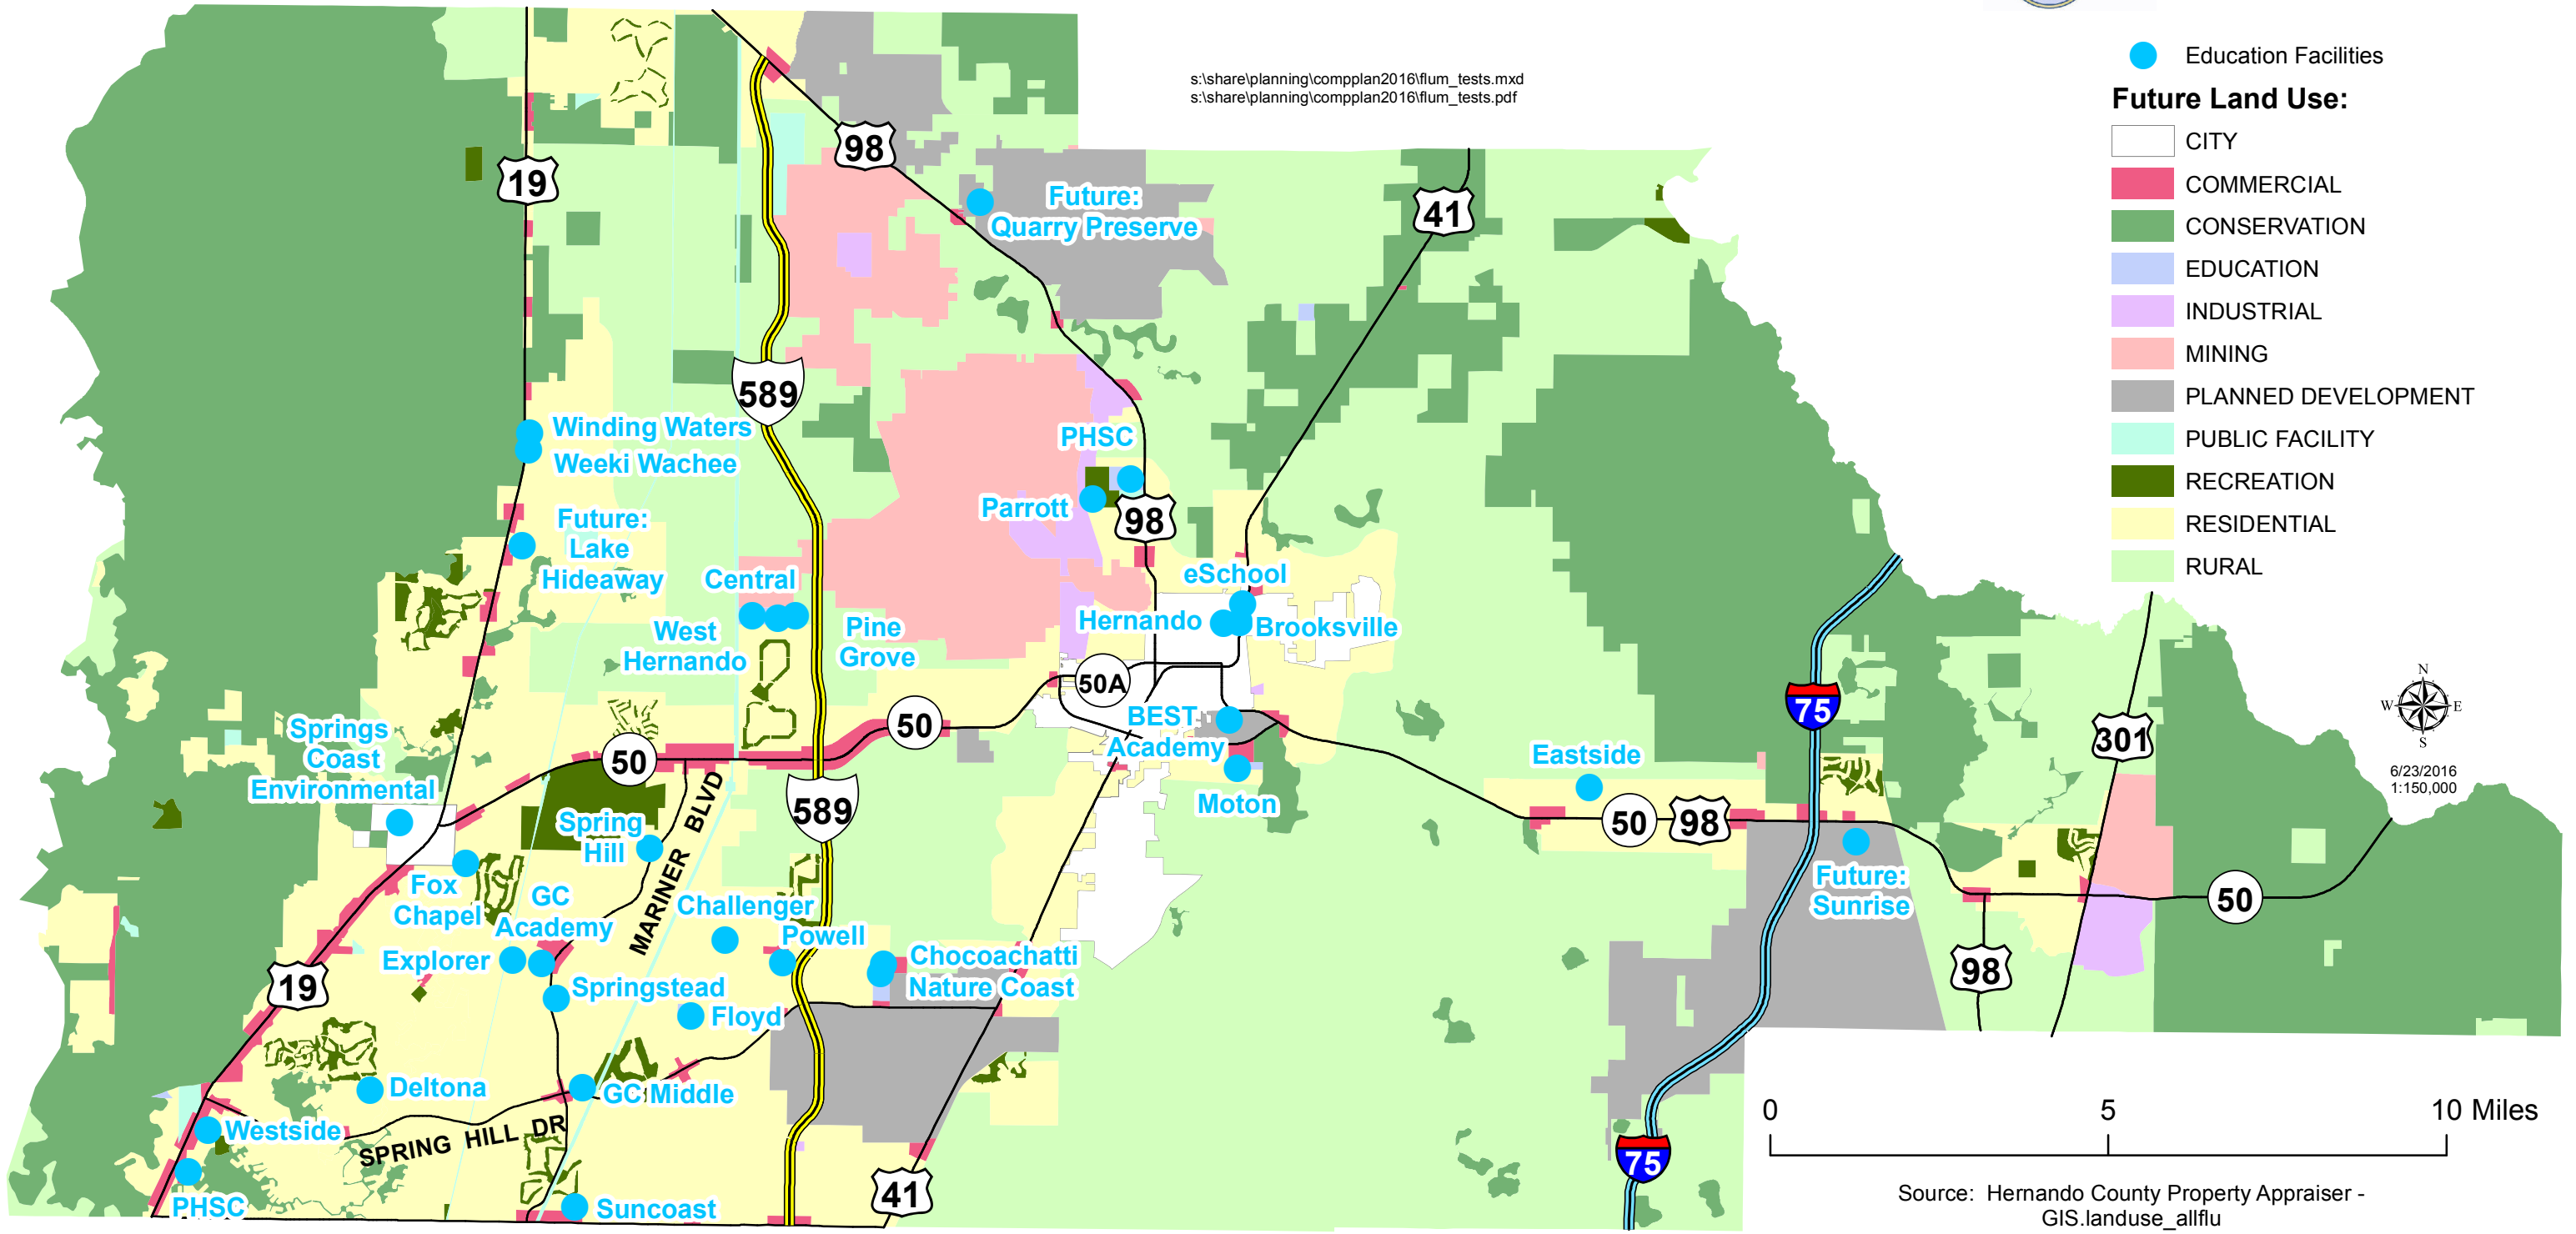 s:\share\planning\compplan2016\flum_tests.mxd
s:\share\planning\compplan2016\flum_tests.pdf
Education Facilities
Future Land Use:
CITY
COMMERCIAL
CONSERVATION
EDUCATION
INDUSTRIAL
MINING
PLANNED DEVELOPMENT
PUBLIC FACILITY
RECREATION
RESIDENTIAL
RURAL
19
98
41
Future:
Quarry Preserve
589
Winding Waters
Weeki Wachee
PHSC
Parrott
98
Future:
Lake
Hideaway
Central
West
Hernando
Pine
Grove
eSchool
Hernando
Brooksville
50A
50
50
BEST
Academy
Moton
Springs
Coast
Environmental
Spring
Hill
MARINER BLVD
589
Eastside
50
98
75
301
N
W
E
S
6/23/2016
1:150,000
Future:
Sunrise
50
98
Fox
Chapel
GC
Academy
Challenger
Powell
Explorer
Chocoachatti
Nature Coast
19
Springstead
Floyd
Deltona
GC Middle
Westside
SPRING HILL DR
PHSC
Suncoast
41
75
0
5
10 Miles
Source: Hernando County Property Appraiser -
GIS.landuse_allflu